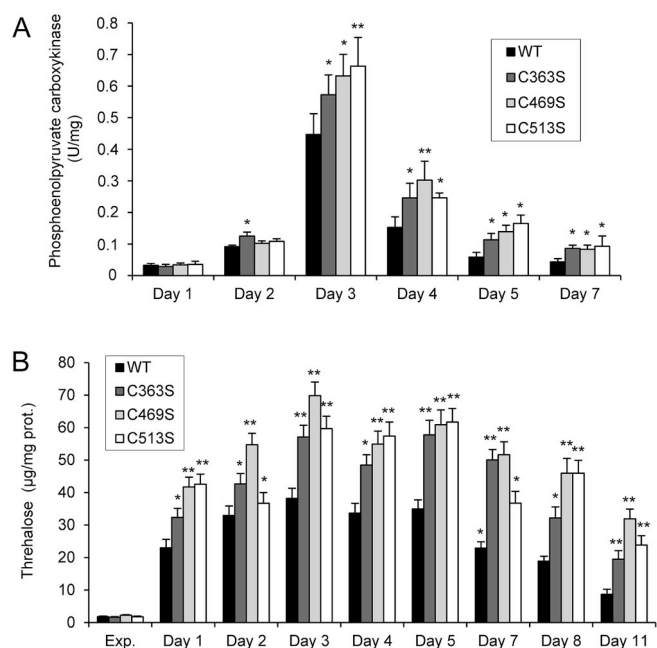 A
Phosphoenolpyruvate carboxykinase
(U/mg)
0.8
0.7
0.6
0.5
0.4
0.3
0.2
0.1
0
WT
C363S
C469S
C513S
*
*
*
**
*
**
*
*
*
*
*
*
*
Day 1
Day 2
Day 3
Day 4
Day 5
Day 7
B
Threhalose (µg/mg prot.)
80
70
60
50
40
30
20
10
0
WT
C363S
C469S
C513S
*
**
**
*
**
*
**
**
**
*
**
**
**
**
**
*
**
**
*
*
**
**
**
**
**
Exp.
Day 1
Day 2
Day 3
Day 4
Day 5
Day 7
Day 8
Day 11